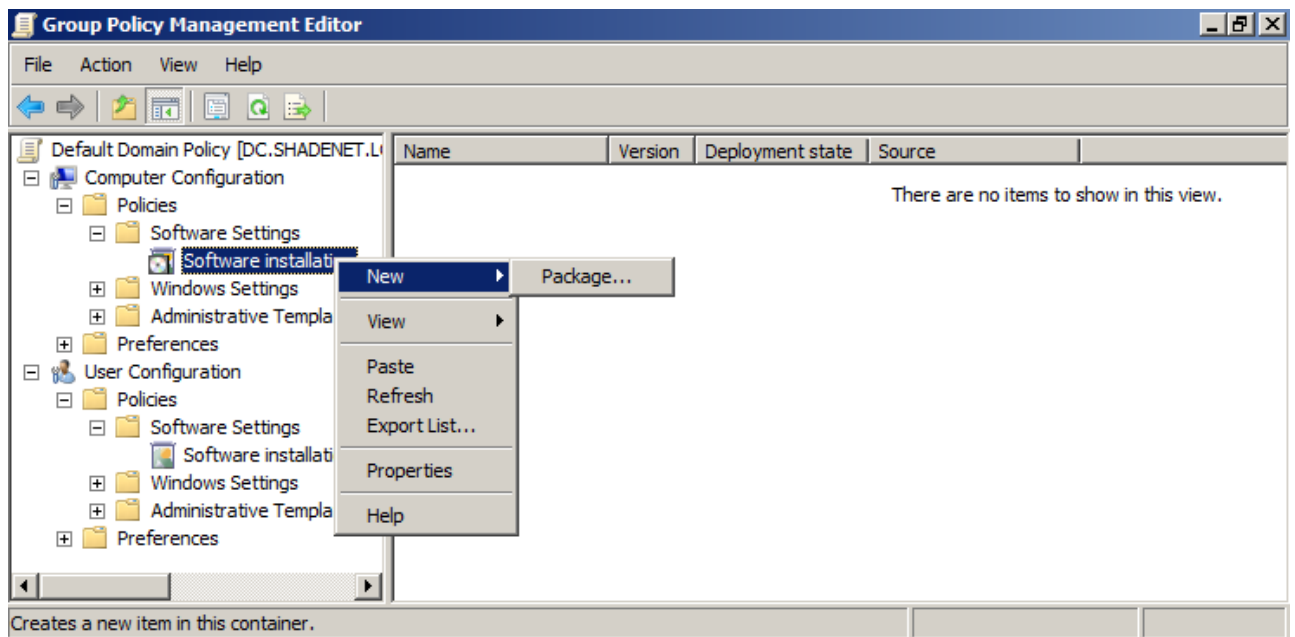 Group Policy Management Editor
File Action View Help
Default Domain Policy [DC.SHADENET.L
Computer Configuration
Policies
Software Settings
Software installati
Windows Settings
Administrative Templa
Preferences
User Configuration
Policies
Software Settings
Software installati
Windows Settings
Administrative Templa
Preferences
Name Version Deployment state Source
There are no items to show in this view.
New
Package...
View
Paste
Refresh
Export List...
Properties
Help
Creates a new item in this container.